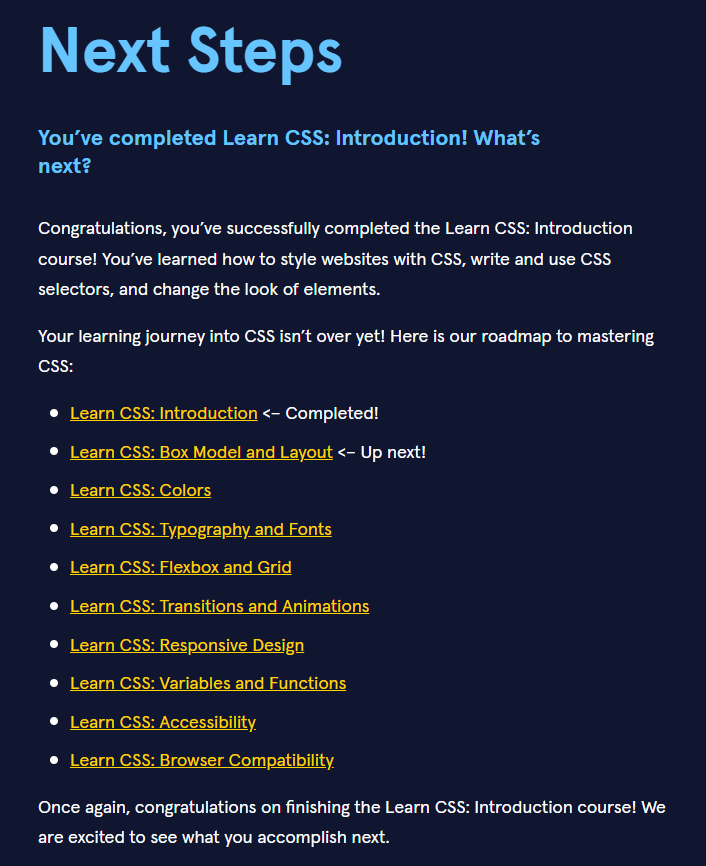 Next Steps
You’ve completed Learn CSS: Introduction! What’s
next?
Congratulations, you’ve successfully completed the Learn CSS: Introduction
course! You’ve learned how to style websites with CSS, write and use CSS
selectors, and change the look of elements.
Your learning journey into CSS isn’t over yet! Here is our roadmap to mastering
CSS:
• Learn CSS: Introduction <– Completed!
• Learn CSS: Box Model and Layout <– Up next!
• Learn CSS: Colors
• Learn CSS: Typography and Fonts
• Learn CSS: Flexbox and Grid
• Learn CSS: Transitions and Animations
• Learn CSS: Responsive Design
• Learn CSS: Variables and Functions
• Learn CSS: Accessibility
• Learn CSS: Browser Compatibility
Once again, congratulations on finishing the Learn CSS: Introduction course! We
are excited to see what you accomplish next.